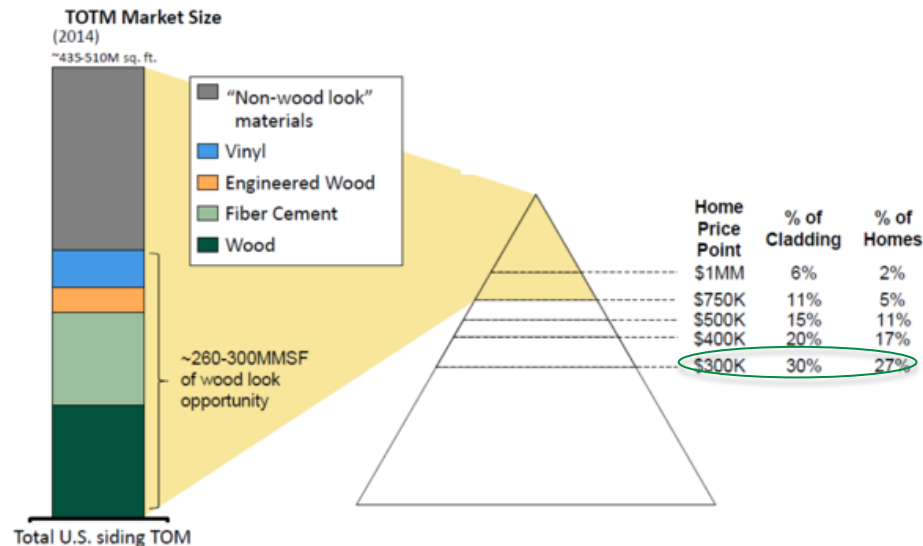 TOTM Market Size
(2014)
~435-510M sq. ft.
"Non-wood look"
materials
Vinyl
Engineered Wood
Fiber Cement
Wood
~260-300MMSF
of wood look
opportunity
Total U.S. siding TOM
Home Price Point % of Cladding % of Homes
$1MM 6% 2%
$750K 11% 5%
$500K 15% 11%
$400K 20% 17%
$300K 30% 27%